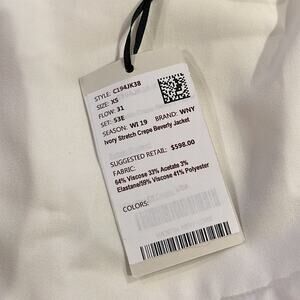 STYLE: C194JK38
SIZE: XS
FLOW: 31
SET: 53E
SEASON: WI 19 BRAND: WNY
Ivory Stretch Crepe Beverly Jacket
SUGGESTED RETAIL: $598.00
FABRIC:
64% Viscose 33% Acetate 3%
Elastane/59% Viscose 41% Polyester
COLORS: